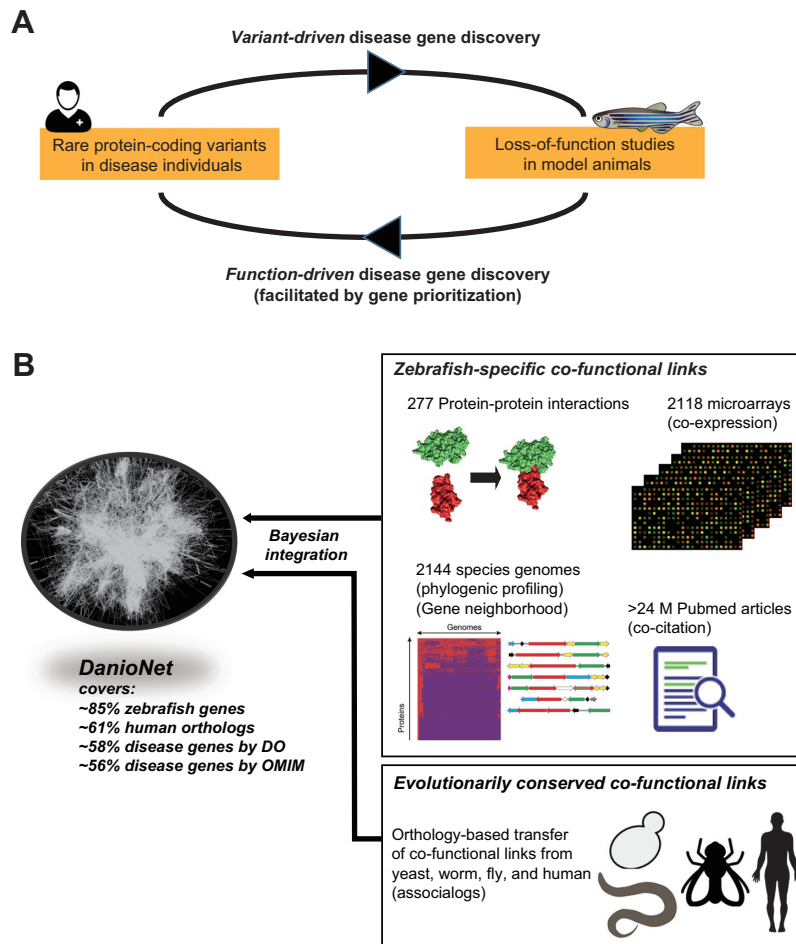 A
Variant-driven disease gene discovery
Rare protein-coding variants
in disease individuals
Loss-of-function studies
in model animals
Function-driven disease gene discovery
(facilitated by gene prioritization)
B
Zebrafish-specific co-functional links
277 Protein-protein interactions
2118 microarrays
(co-expression)
Bayesian
integration
2144 species genomes
(phylogenic profiling)
(Gene neighborhood)
>24 M Pubmed articles
(co-citation)
Genomes
Proteins
DanioNet
covers:
~85% zebrafish genes
~61% human orthologs
~58% disease genes by DO
~56% disease genes by OMIM
Evolutionarily conserved co-functional links
Orthology-based transfer
of co-functional links from
yeast, worm, fly, and human
(associalogs)